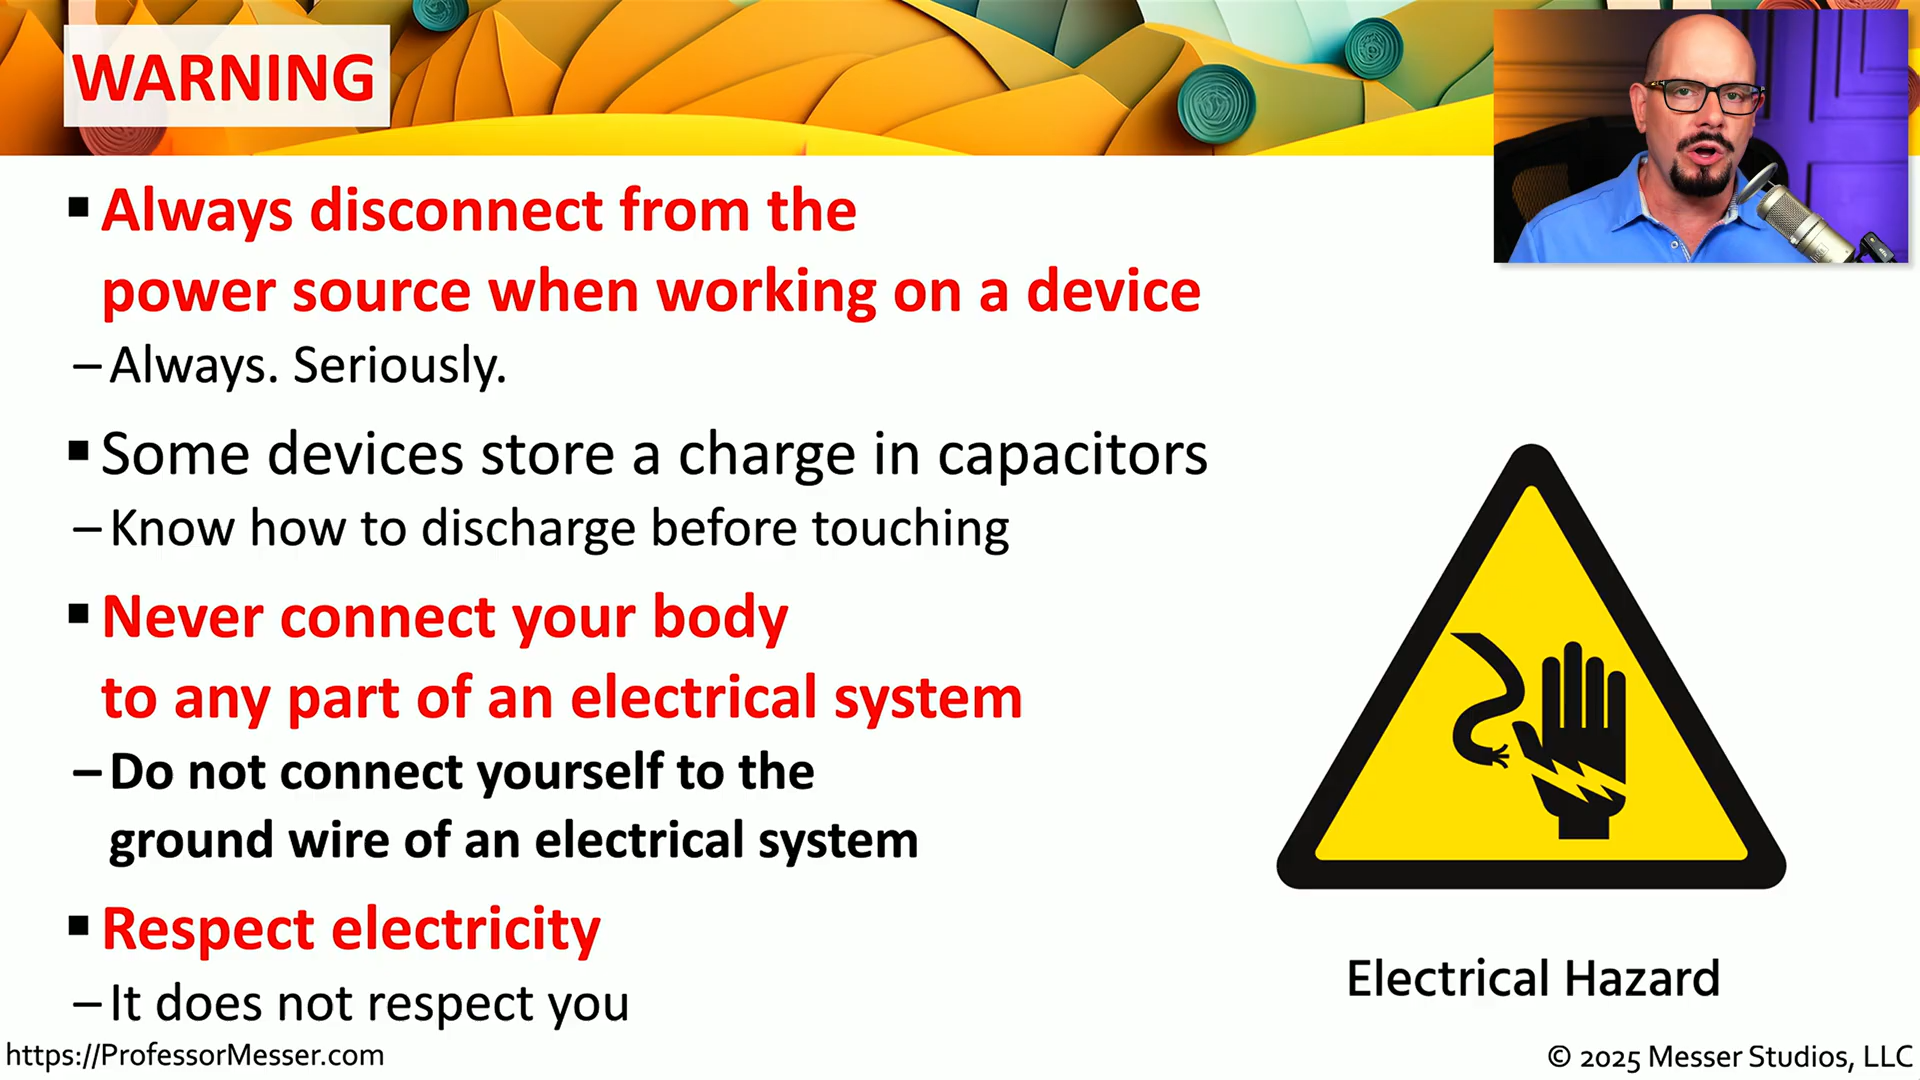 WARNING
▪ Always disconnect from the
power source when working on a device
– Always. Seriously.
▪ Some devices store a charge in capacitors
– Know how to discharge before touching
▪ Never connect your body
to any part of an electrical system
– Do not connect yourself to the
ground wire of an electrical system
▪ Respect electricity
– It does not respect you
Electrical Hazard
https://ProfessorMesser.com
© 2025 Messer Studios, LLC